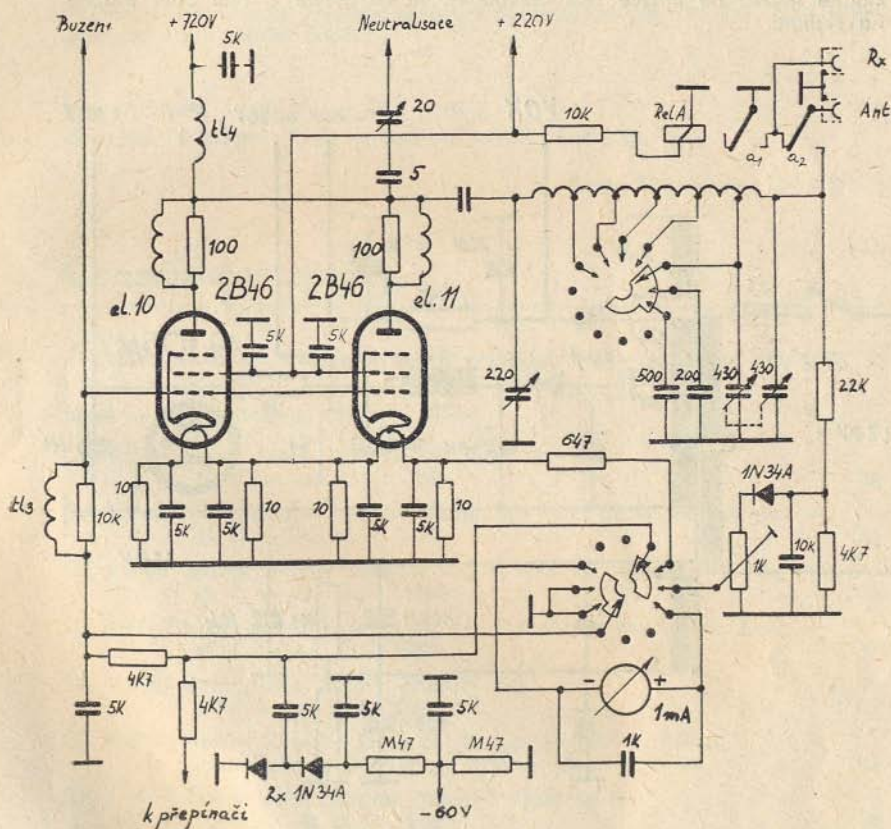 Buzení +720V Neutralisace +220V
5K 20 10K RelA Rx
Ant
tl4 5 a1 a2
100 100
2B46 2B46
el.10 el.11
5K 5K
220 500 200 430 430 22K
647
1N34A
tl3 10K 10 5K 5K 10 10 5K 5K 10
1K 10K 4K7
4K7 5K 4K7 5K 5K 5K
- +
1mA
M47 M47 1K
2x 1N34A
-60V
k přepínači